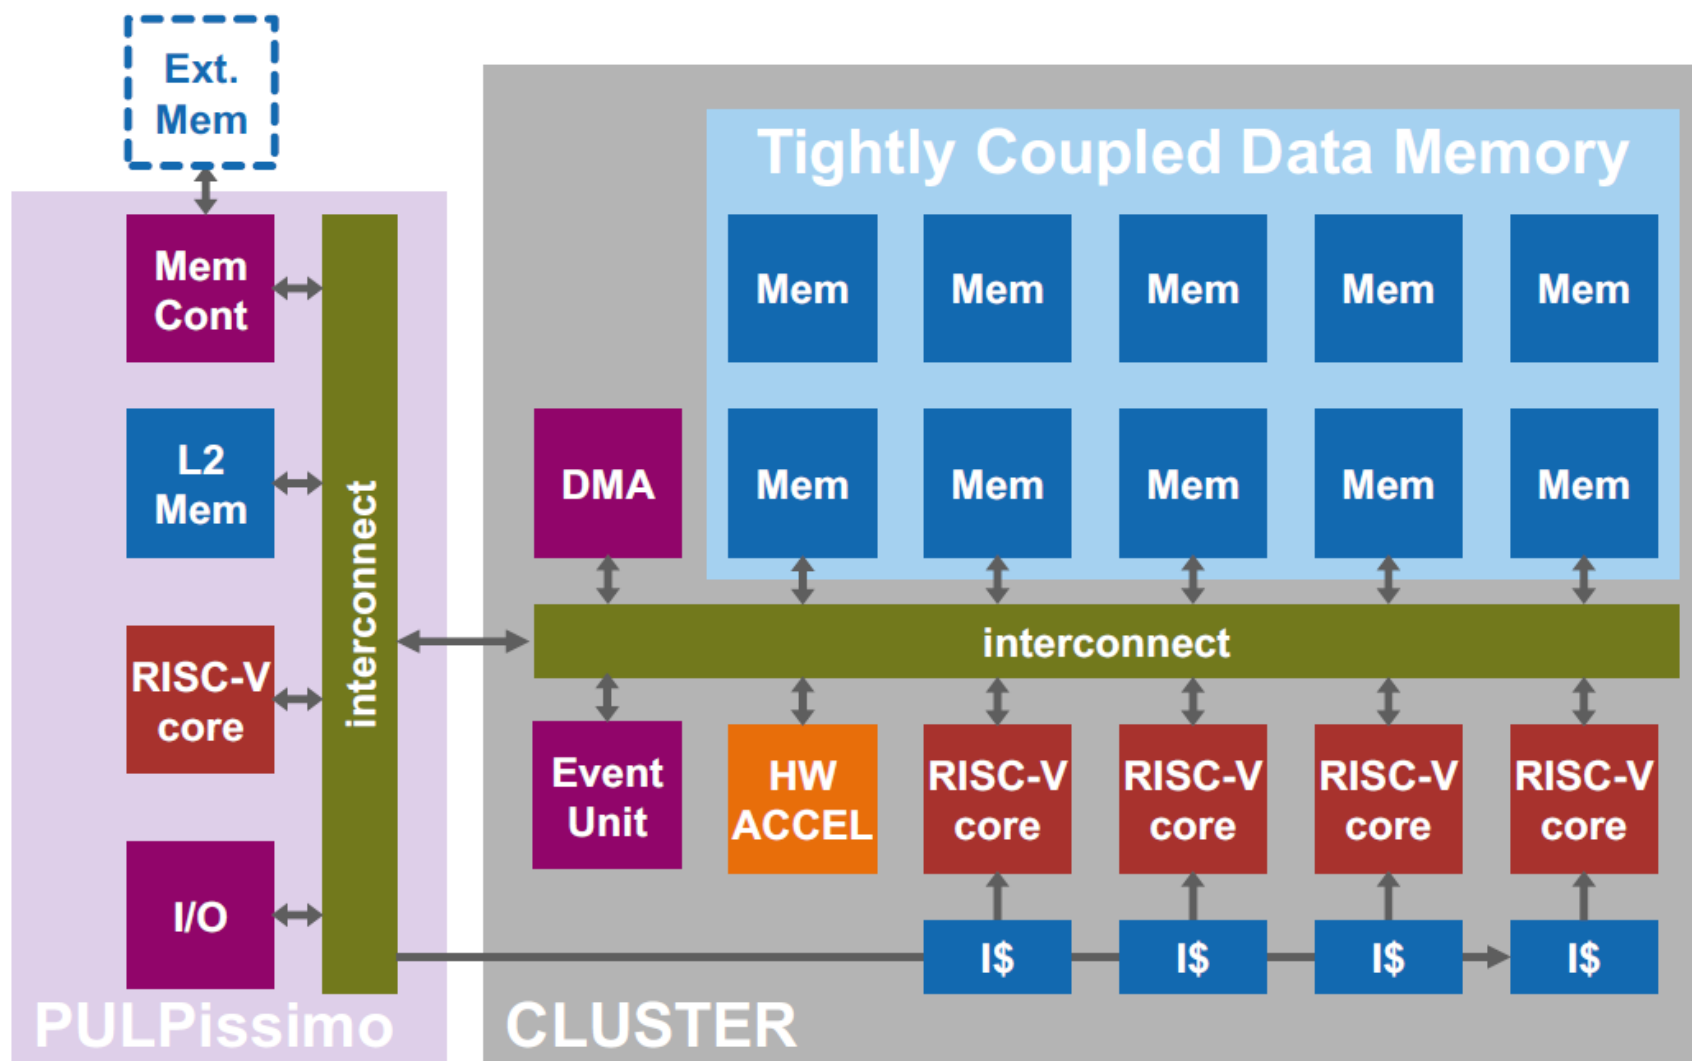 Ext.
Mem
Tightly Coupled Data Memory
Mem
Cont
Mem
Mem
Mem
Mem
Mem
L2
Mem
DMA
Mem
Mem
Mem
Mem
Mem
interconnect
interconnect
RISC-V
core
Event
Unit
HW
ACCEL
RISC-V
core
RISC-V
core
RISC-V
core
RISC-V
core
I/O
I$
I$
I$
I$
PULPissimo
CLUSTER